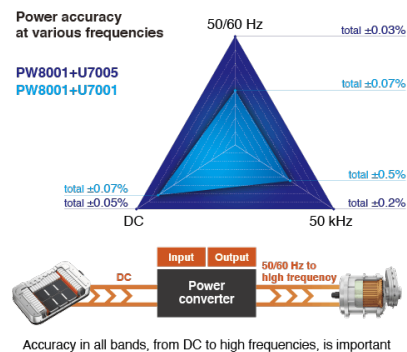 Power accuracy
at various frequencies
50/60 Hz
total ±0.03%
PW8001+U7005
PW8001+U7001
total ±0.07%
total ±0.5%
total ±0.07%
total ±0.05%
total ±0.2%
DC
50 kHz
Input
Output
DC
Power
converter
50/60 Hz to
high frequency
Accuracy in all bands, from DC to high frequencies, is important